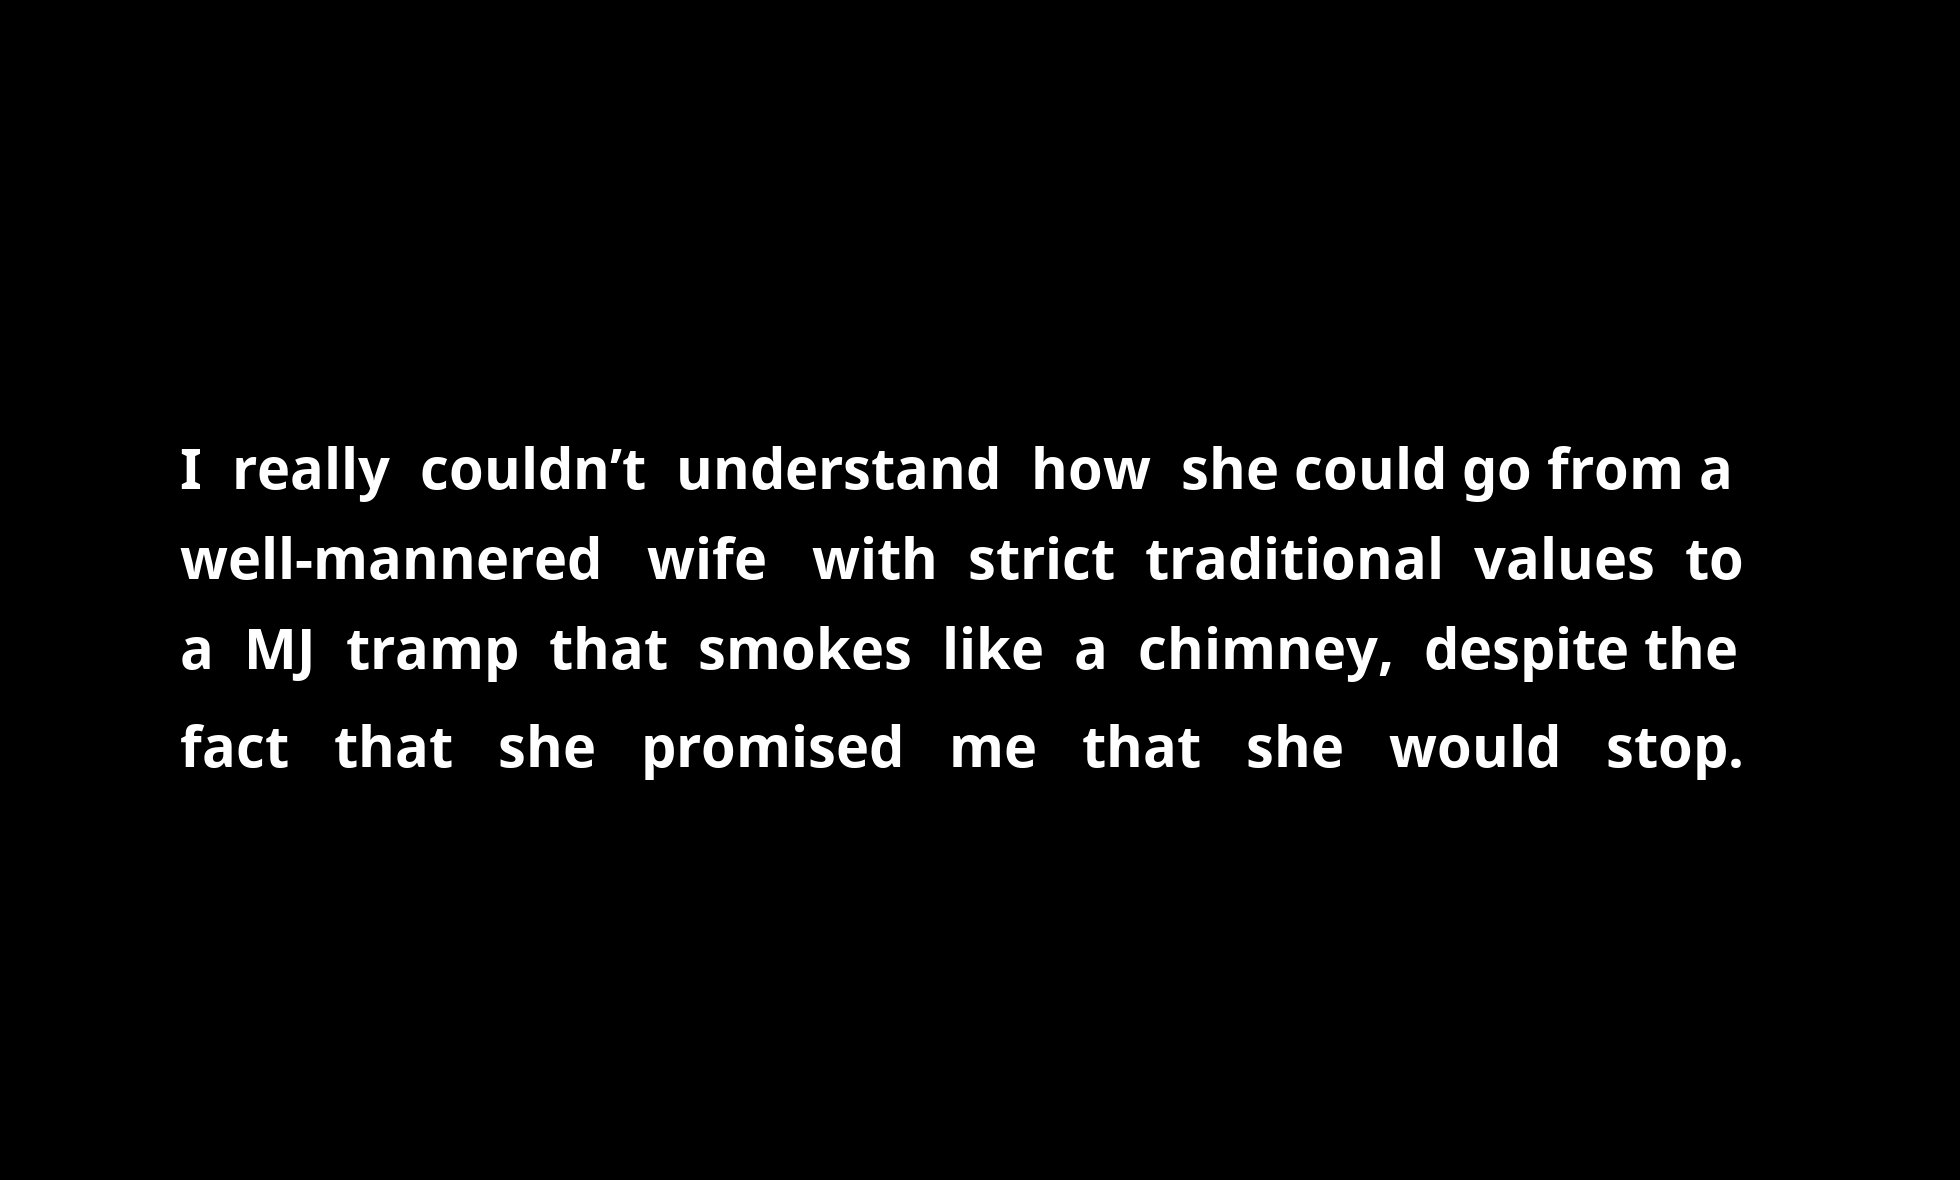 I really couldn’t understand how she could go from a
well-mannered wife with strict traditional values to
a MJ tramp that smokes like a chimney, despite the
fact that she promised me that she would stop.